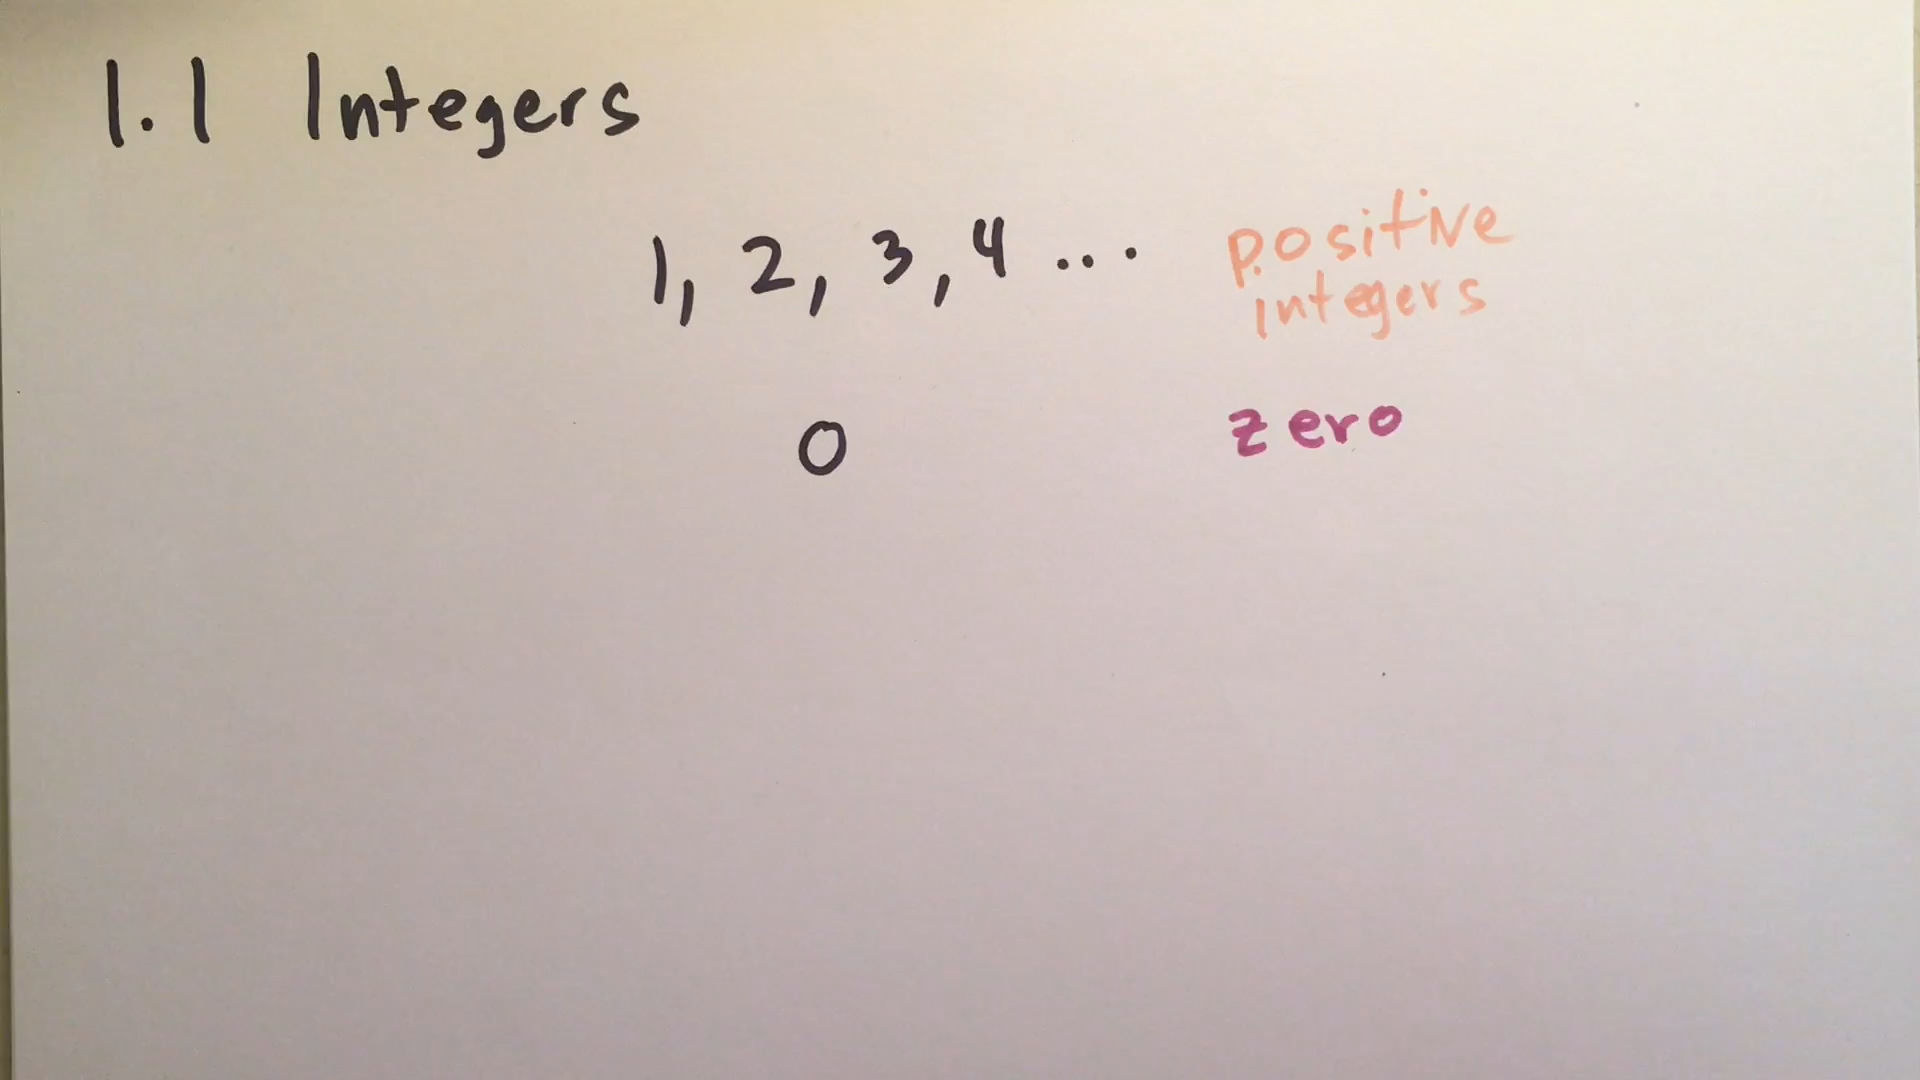 1.1 Integers
1, 2, 3, 4 ... positive
integers
0 zero